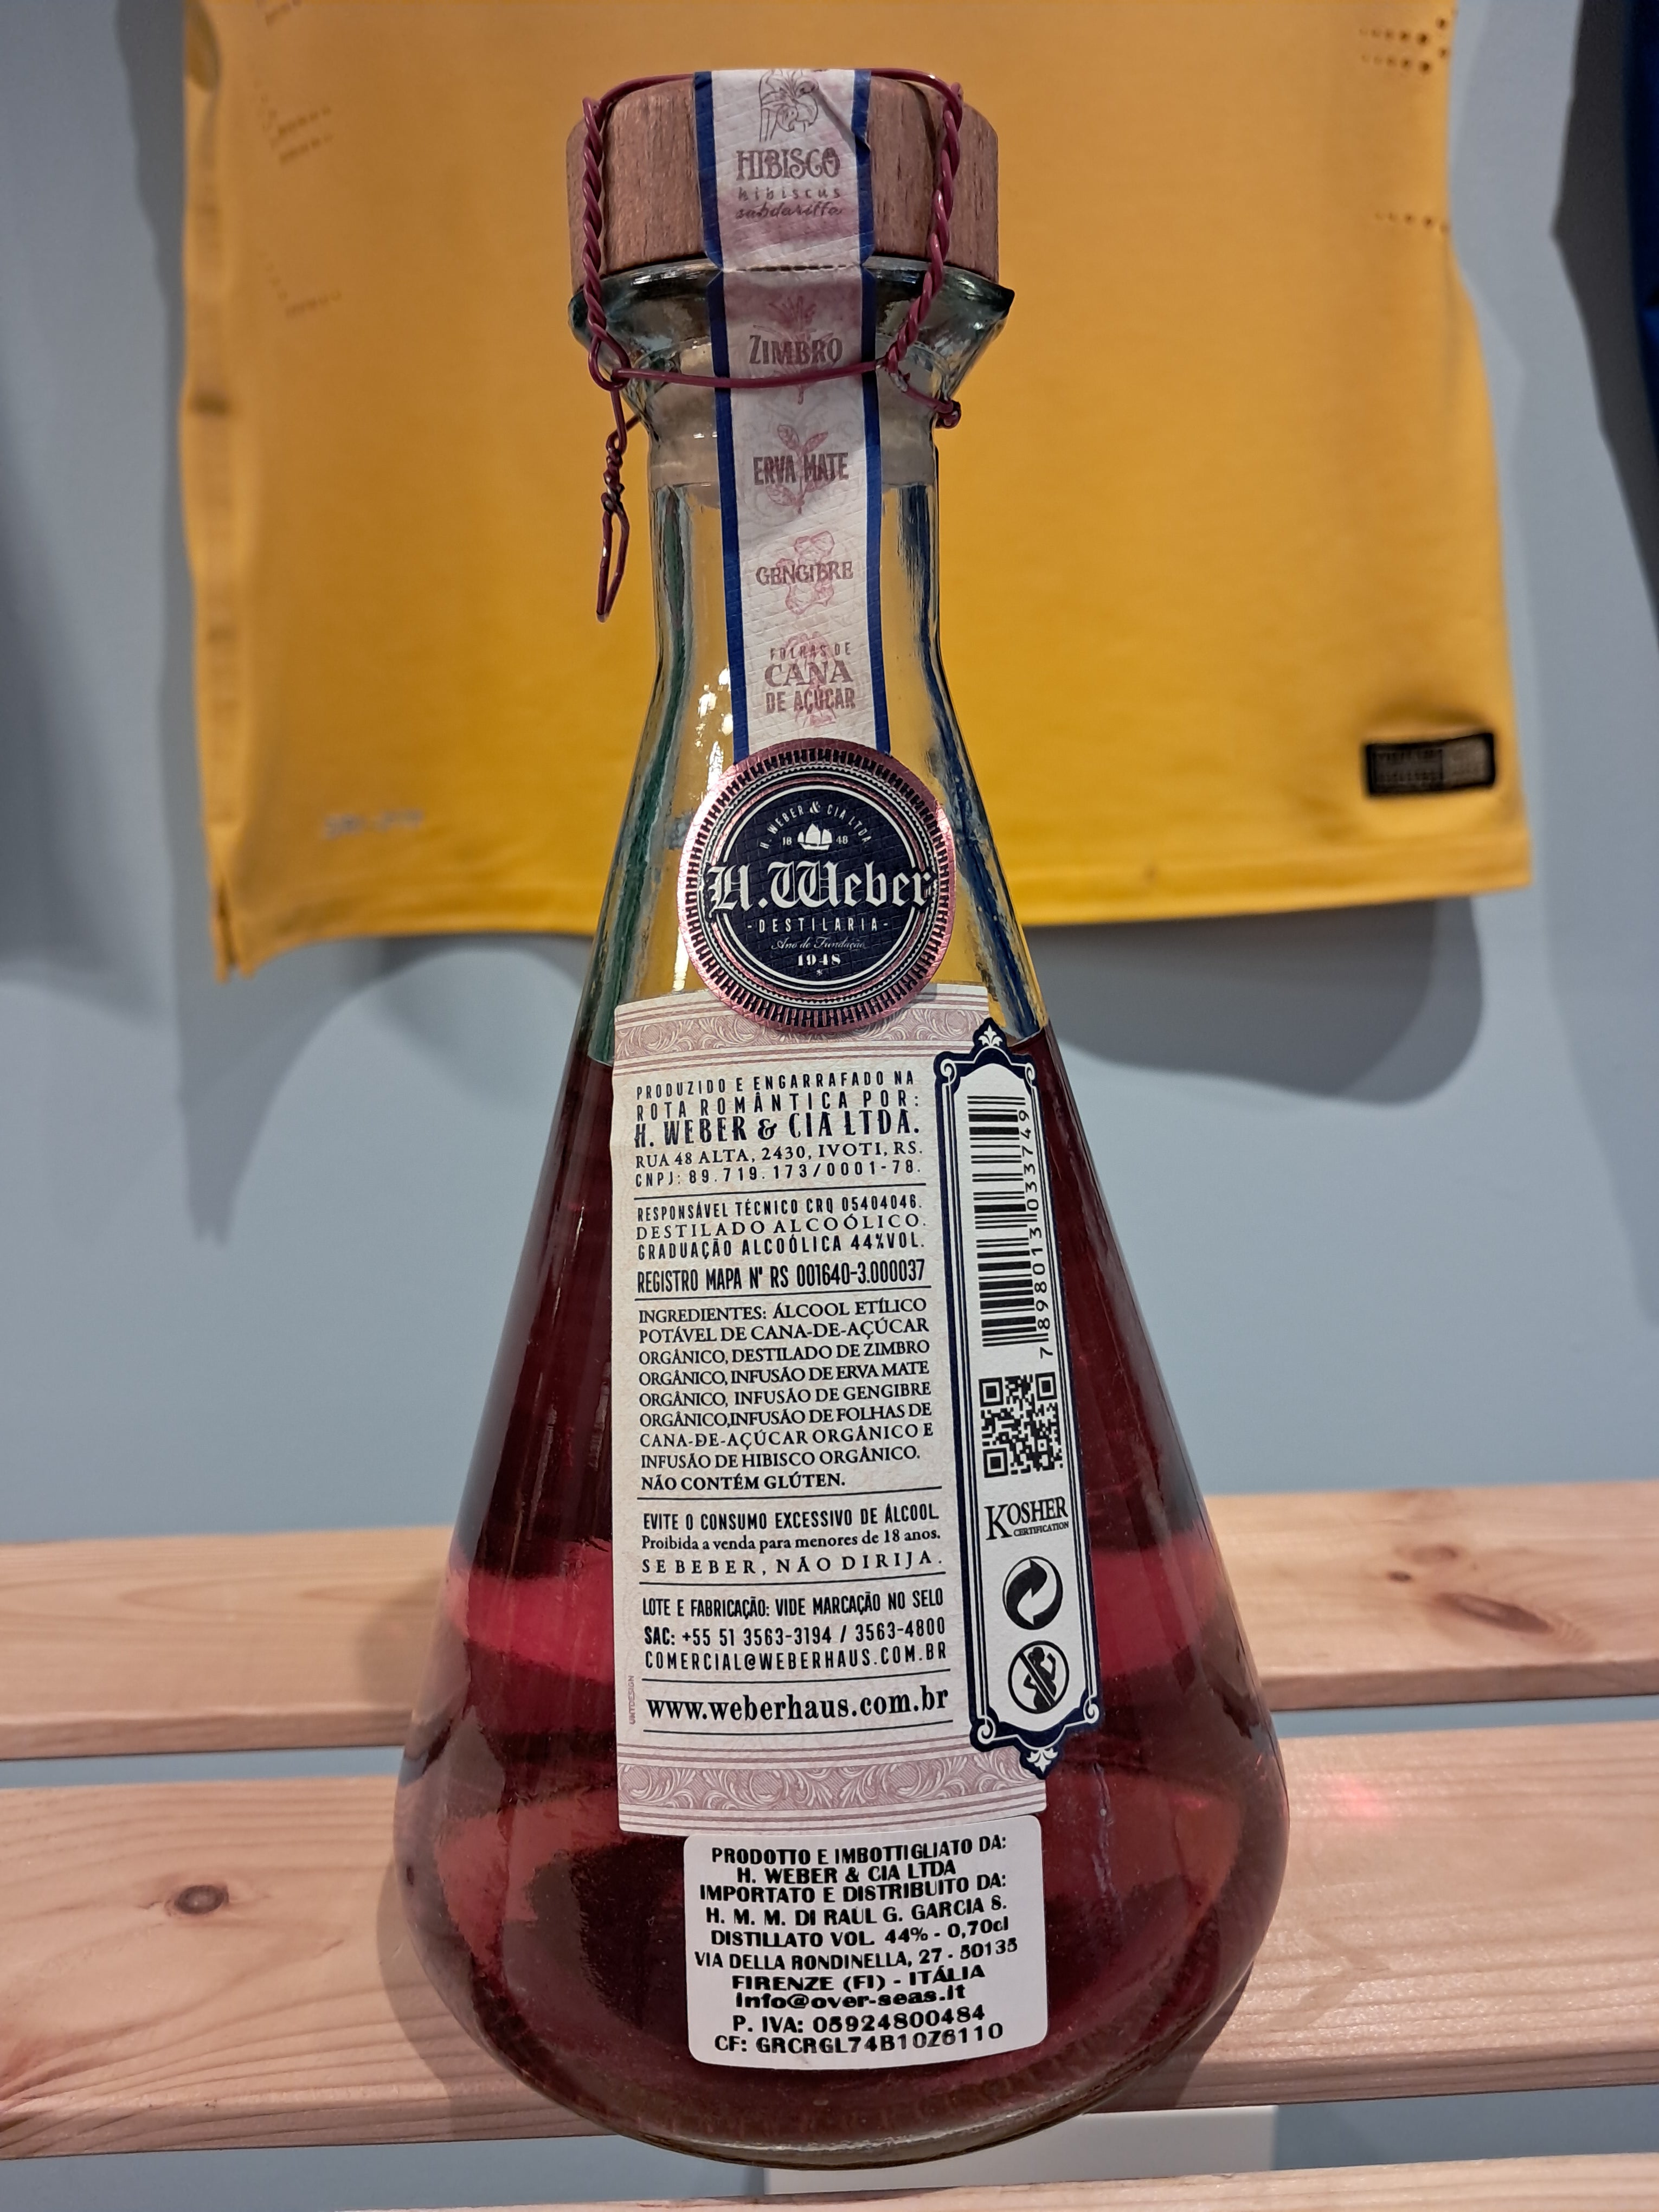 HIBISCO
hibiscus
sabdariffa
ZIMBRO
ERVA MATE
GENGIBRE
FOLHAS DE
CANA
DE AÇÚCAR
H. WEBER & CIA LTDA
18 48
H.Weber
-DESTILARIA-
Ano de Fundação
1948
PRODUZIDO E ENGARRAFADO NA
ROTA ROMÂNTICA POR:
H. WEBER & CIA LTDA.
RUA 48 ALTA, 2430, IVOTI, RS.
CNPJ: 89.719.173/0001-78.
RESPONSÁVEL TÉCNICO CRQ 05404046.
DESTILADO ALCOÓLICO.
GRADUAÇÃO ALCOÓLICA 44%VOL.
REGISTRO MAPA Nº RS 001640-3.000037
INGREDIENTES: ÁLCOOL ETÍLICO
POTÁVEL DE CANA-DE-AÇÚCAR
ORGÂNICO, DESTILADO DE ZIMBRO
ORGÂNICO, INFUSÃO DE ERVA MATE
ORGÂNICO, INFUSÃO DE GENGIBRE
ORGÂNICO,INFUSÃO DE FOLHAS DE
CANA-DE-AÇÚCAR ORGÂNICO E
INFUSÃO DE HIBISCO ORGÂNICO.
NÃO CONTÉM GLÚTEN.
EVITE O CONSUMO EXCESSIVO DE ÁLCOOL.
Proibida a venda para menores de 18 anos.
SE BEBER, NÃO DIRIJA.
LOTE E FABRICAÇÃO: VIDE MARCAÇÃO NO SELO
SAC: +55 51 3563-3194 / 3563-4800
COMERCIAL@WEBERHAUS.COM.BR
www.weberhaus.com.br
UNTDESIGN
7 898013 033749
KOSHER
CERTIFICATION
PRODOTTO E IMBOTTIGLIATO DA:
H. WEBER & CIA LTDA
IMPORTATO E DISTRIBUITO DA:
H. M. M. DI RAUL G. GARCIA S.
DISTILLATO VOL. 44% - 0,70cl
VIA DELLA RONDINELLA, 27 - 50135
FIRENZE (FI) - ITÁLIA
info@over-seas.it
P. IVA: 05924800484
CF: GRCRGL74B10Z6110